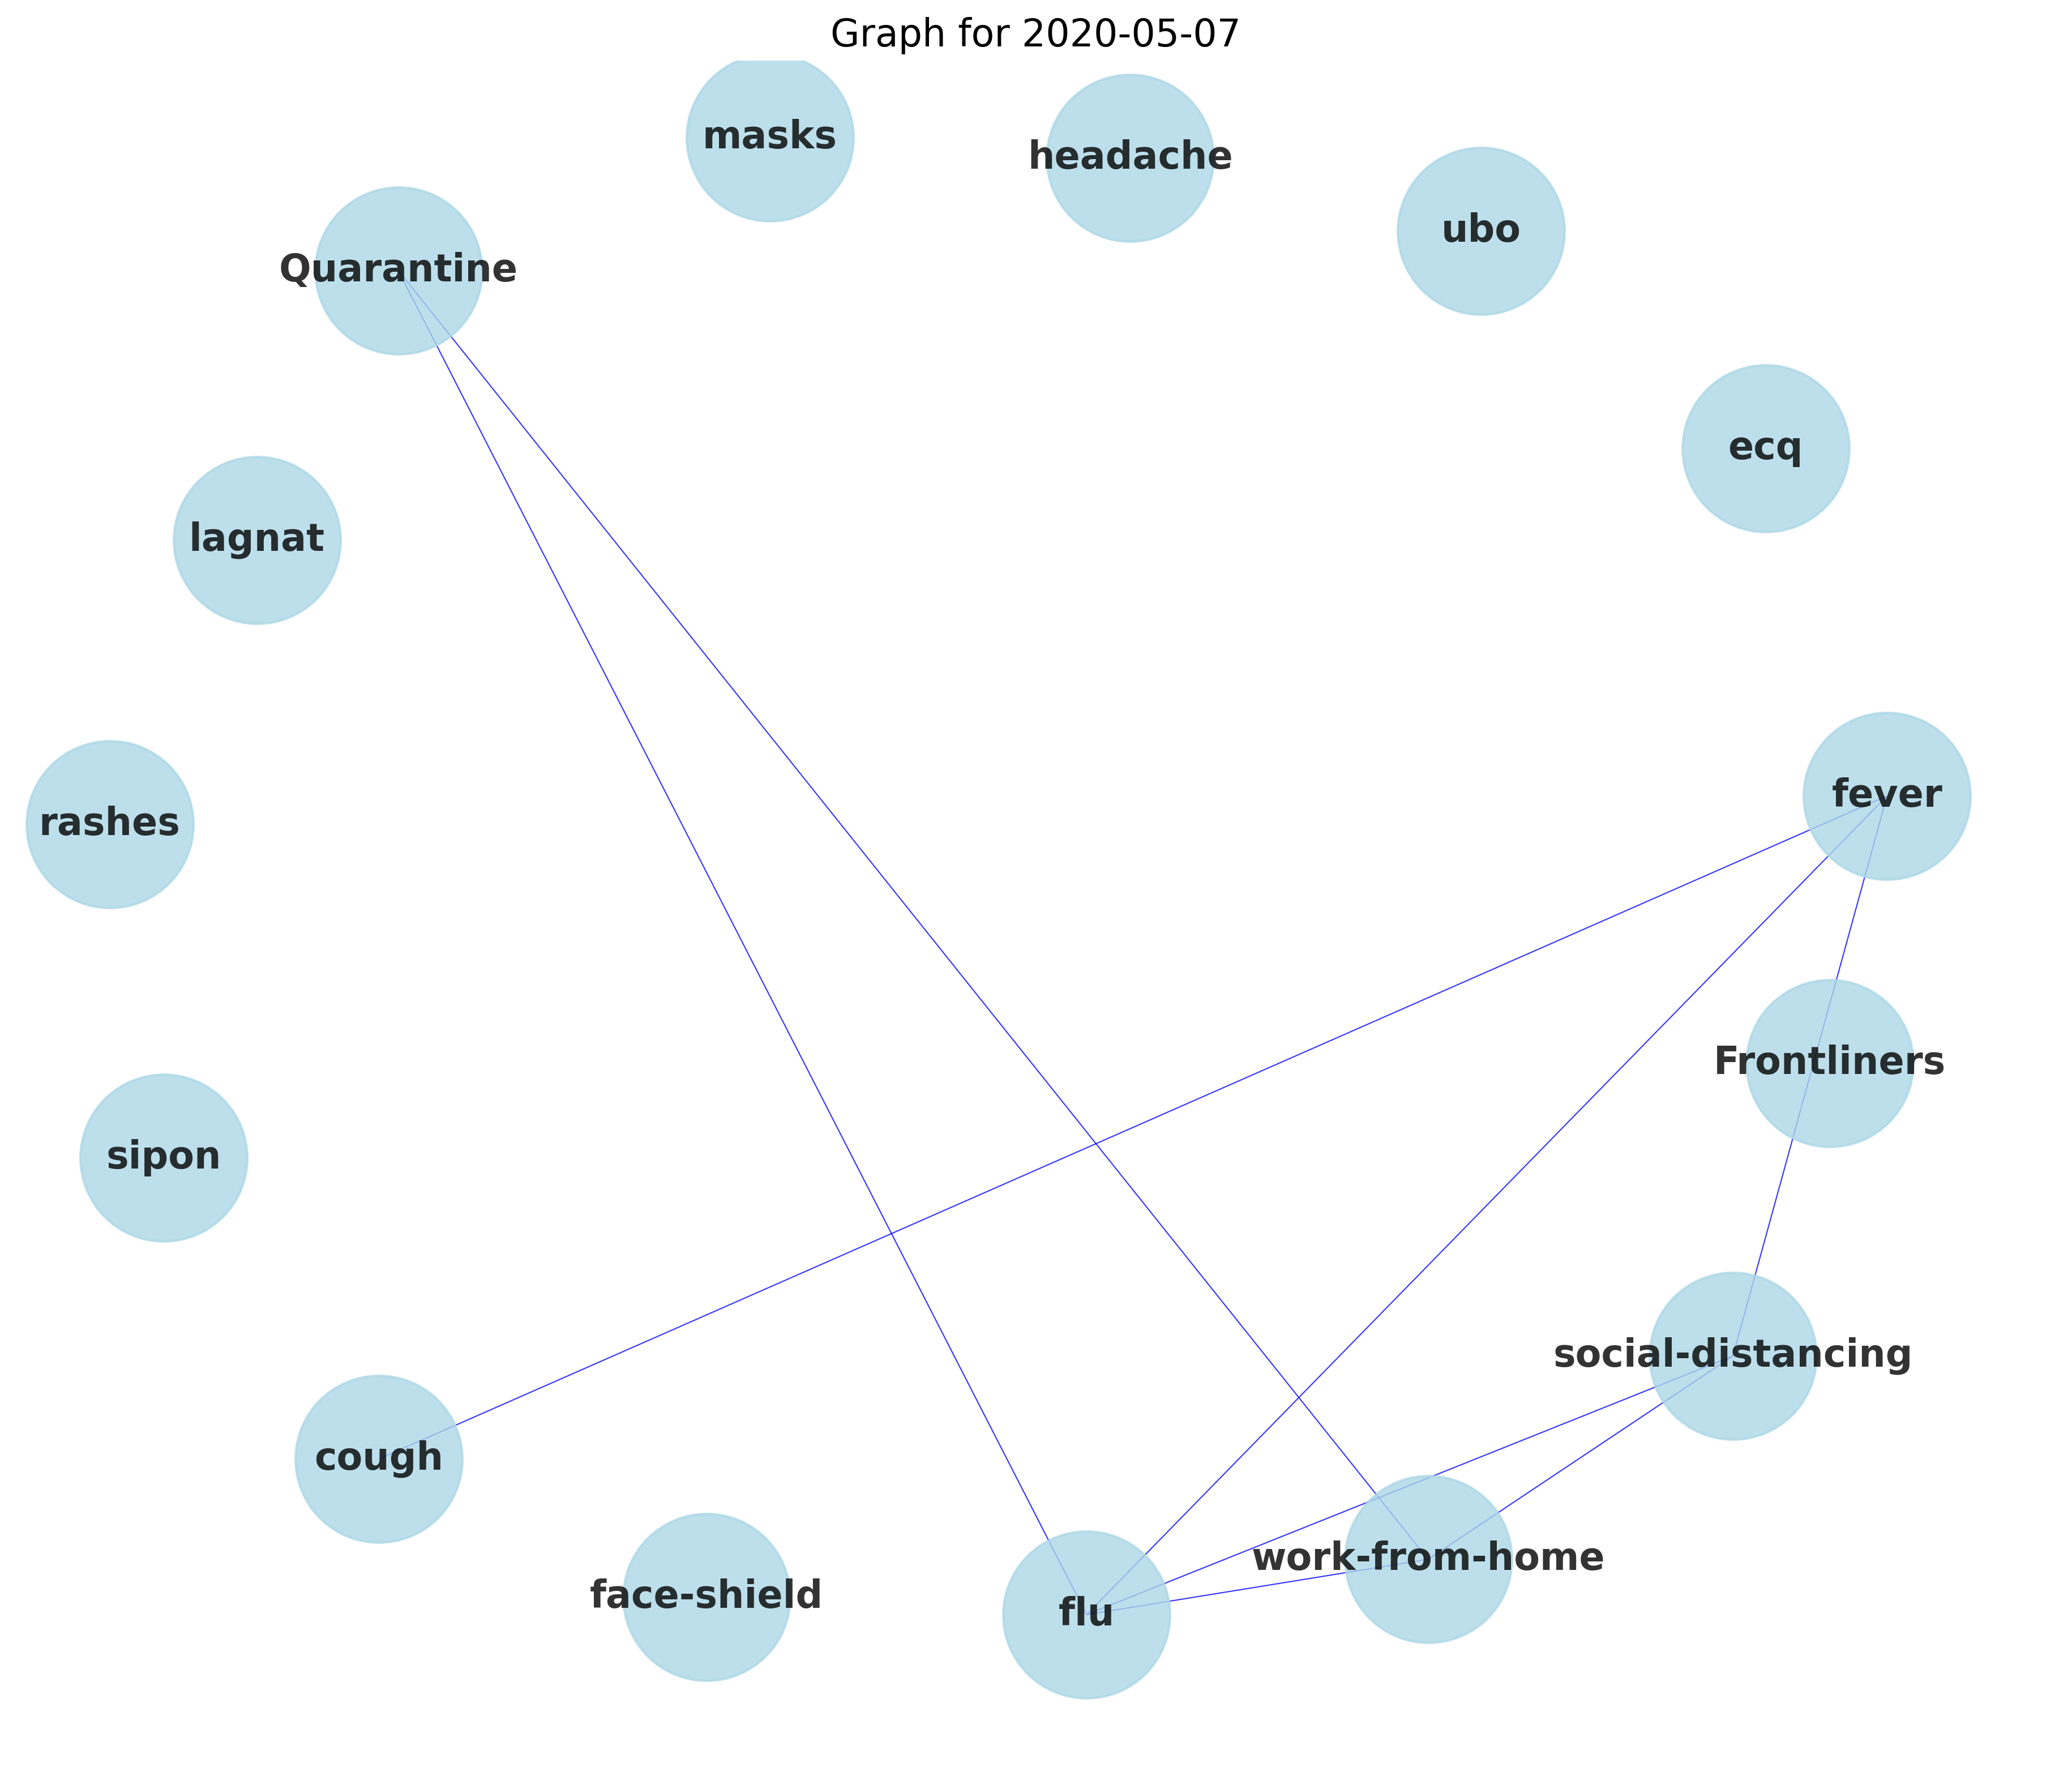 Graph for 2020-05-07
masks
headache
ubo
Quarantine
ecq
lagnat
fever
rashes
Frontliners
sipon
social-distancing
cough
work-from-home
face-shield
flu